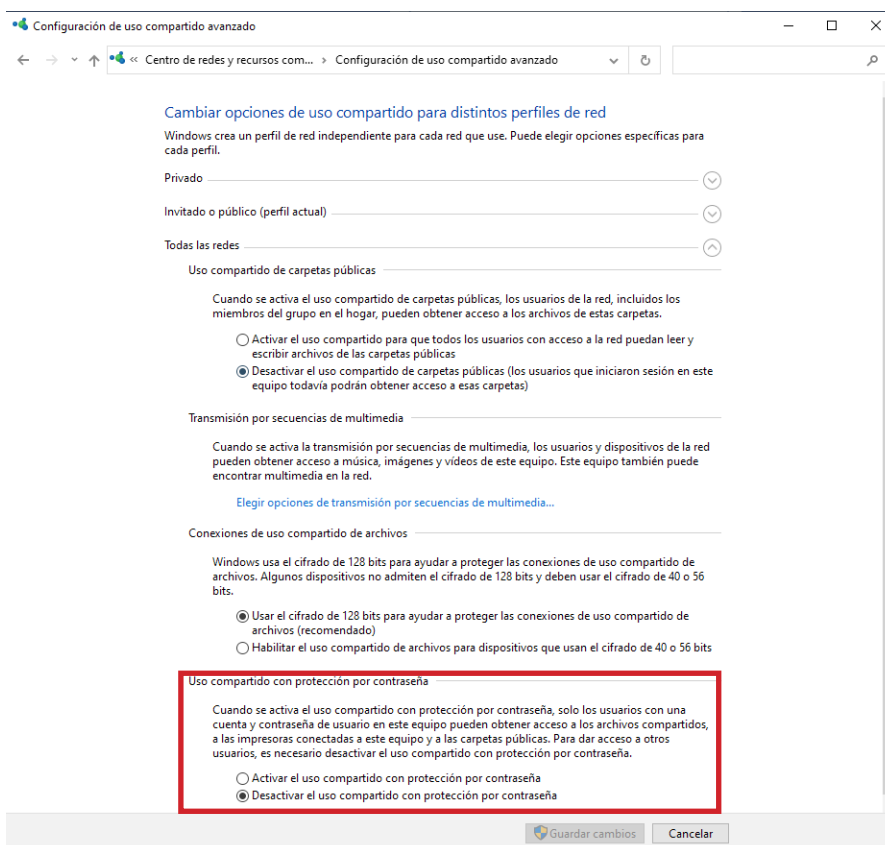 Configuración de uso compartido avanzado
« Centro de redes y recursos com... › Configuración de uso compartido avanzado
Cambiar opciones de uso compartido para distintos perfiles de red
Windows crea un perfil de red independiente para cada red que use. Puede elegir opciones específicas para
cada perfil.
Privado
Invitado o público (perfil actual)
Todas las redes
Uso compartido de carpetas públicas
Cuando se activa el uso compartido de carpetas públicas, los usuarios de la red, incluidos los
miembros del grupo en el hogar, pueden obtener acceso a los archivos de estas carpetas.
Activar el uso compartido para que todos los usuarios con acceso a la red puedan leer y
escribir archivos de las carpetas públicas
Desactivar el uso compartido de carpetas públicas (los usuarios que iniciaron sesión en este
equipo todavía podrán obtener acceso a esas carpetas)
Transmisión por secuencias de multimedia
Cuando se activa la transmisión por secuencias de multimedia, los usuarios y dispositivos de la red
pueden obtener acceso a música, imágenes y vídeos de este equipo. Este equipo también puede
encontrar multimedia en la red.
Elegir opciones de transmisión por secuencias de multimedia...
Conexiones de uso compartido de archivos
Windows usa el cifrado de 128 bits para ayudar a proteger las conexiones de uso compartido de
archivos. Algunos dispositivos no admiten el cifrado de 128 bits y deben usar el cifrado de 40 o 56
bits.
Usar el cifrado de 128 bits para ayudar a proteger las conexiones de uso compartido de
archivos (recomendado)
Habilitar el uso compartido de archivos para dispositivos que usan el cifrado de 40 o 56 bits
Uso compartido con protección por contraseña
Cuando se activa el uso compartido con protección por contraseña, solo los usuarios con una
cuenta y contraseña de usuario en este equipo pueden obtener acceso a los archivos compartidos,
a las impresoras conectadas a este equipo y a las carpetas públicas. Para dar acceso a otros
usuarios, es necesario desactivar el uso compartido con protección por contraseña.
Activar el uso compartido con protección por contraseña
Desactivar el uso compartido con protección por contraseña
Guardar cambios Cancelar